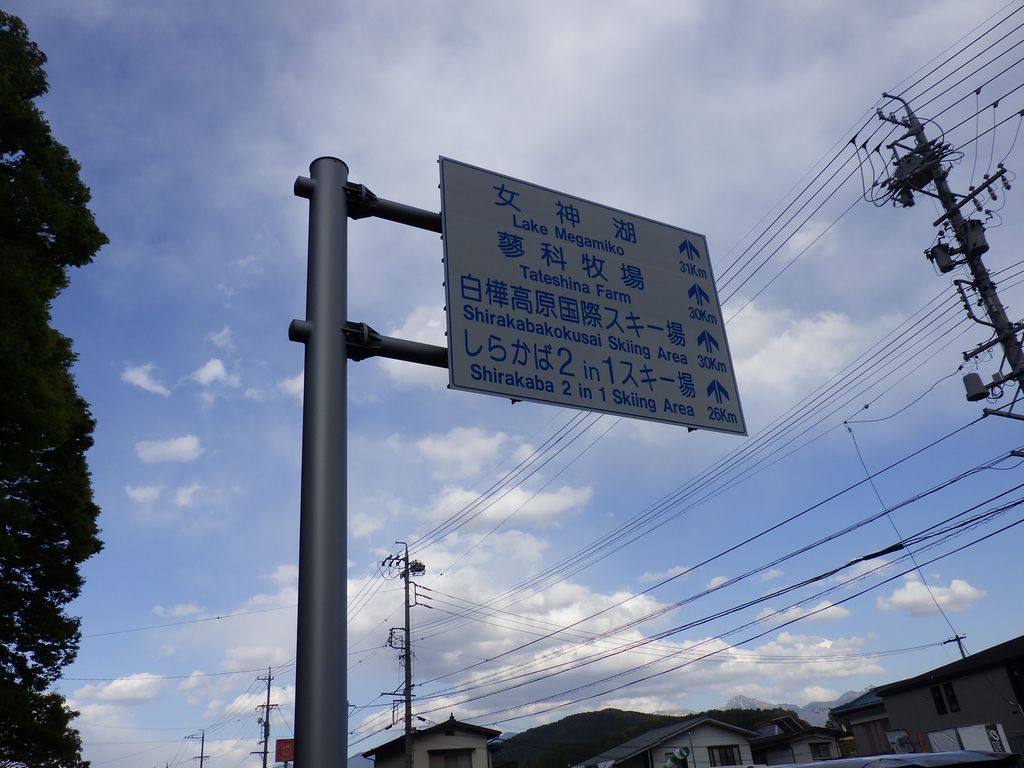 女神湖
Lake Megamiko
31Km
蓼科牧場
Tateshina Farm
30Km
白樺高原国際スキー場
Shirakabakokusai Skiing Area
30Km
しらかば2 in 1スキー場
Shirakaba 2 in 1 Skiing Area
26Km